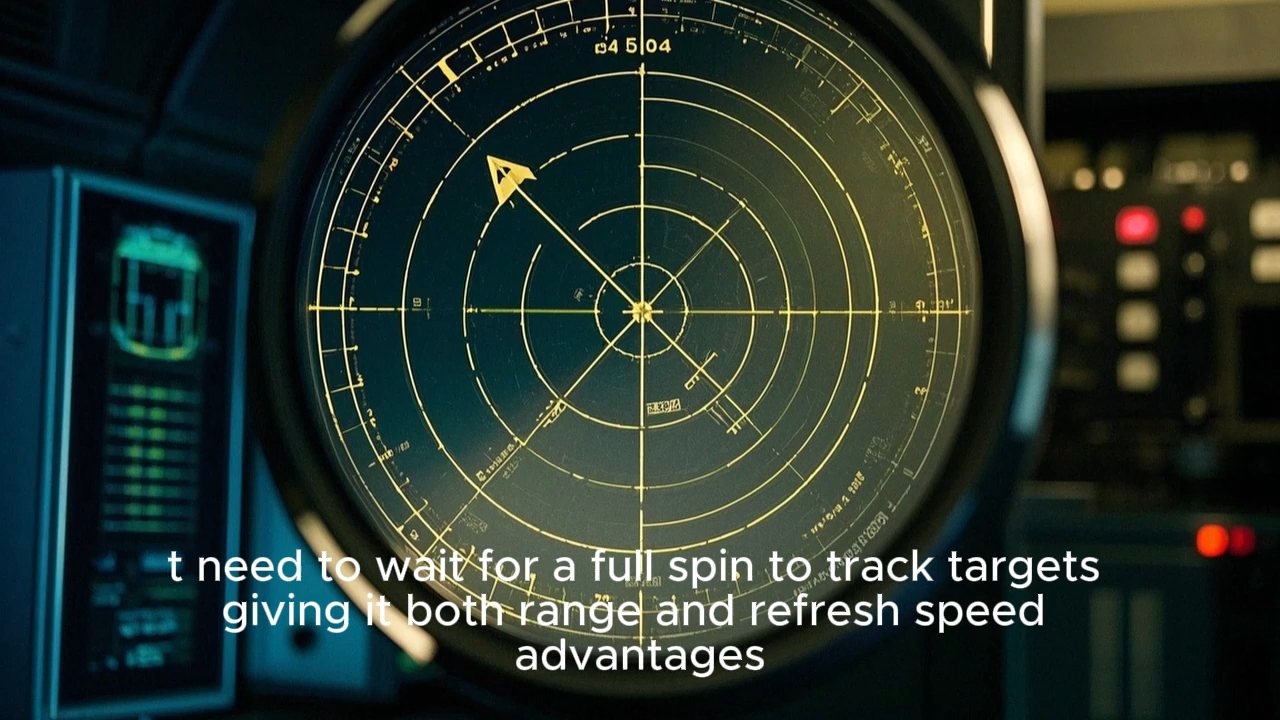 t need to wait for a full spin to track targets
giving it both range and refresh speed
advantages